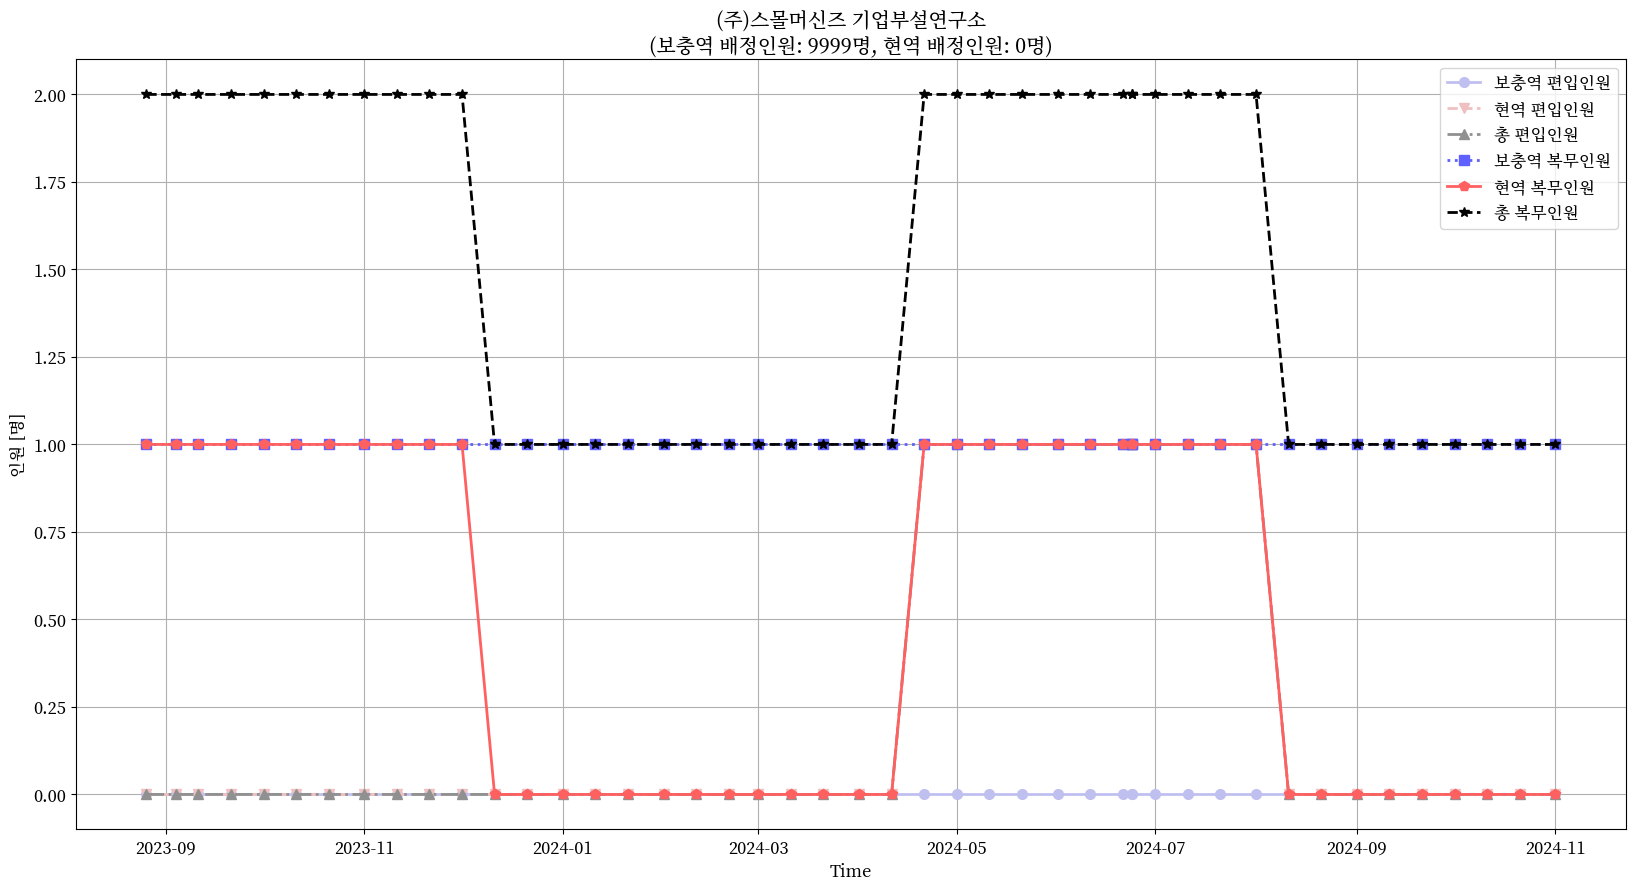 (주)스몰머신즈 기업부설연구소
(보충역 배정인원: 9999명, 현역 배정인원: 0명)
보충역 편입인원
현역 편입인원
총 편입인원
보충역 복무인원
현역 복무인원
총 복무인원
인원 [명]
2.00
1.75
1.50
1.25
1.00
0.75
0.50
0.25
0.00
2023-09 2023-11 2024-01 2024-03 2024-05 2024-07 2024-09 2024-11
Time